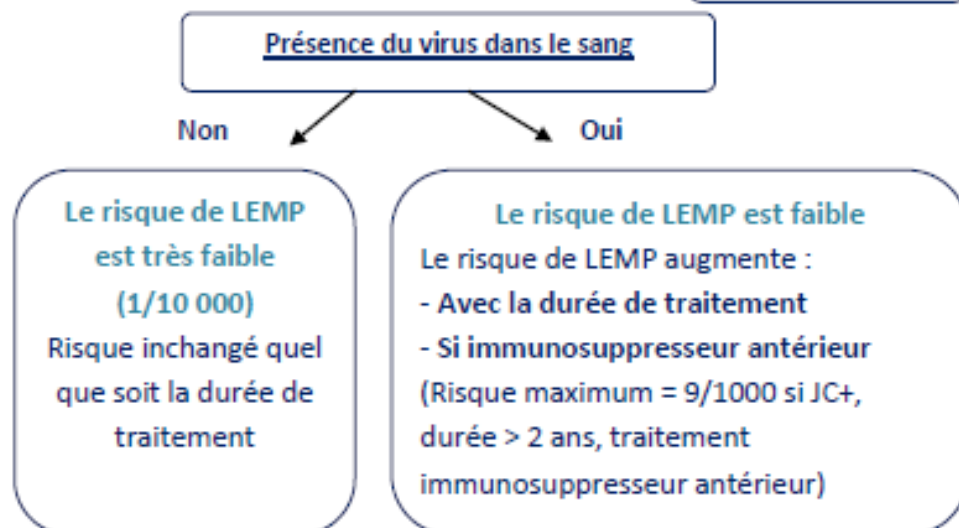 Présence du virus dans le sang
Non
Oui
Le risque de LEMP
est très faible
(1/10 000)
Risque inchangé quel
que soit la durée de
traitement
Le risque de LEMP est faible
Le risque de LEMP augmente :
- Avec la durée de traitement
- Si immunosuppresseur antérieur
(Risque maximum = 9/1000 si JC+,
durée > 2 ans, traitement
immunosuppresseur antérieur)